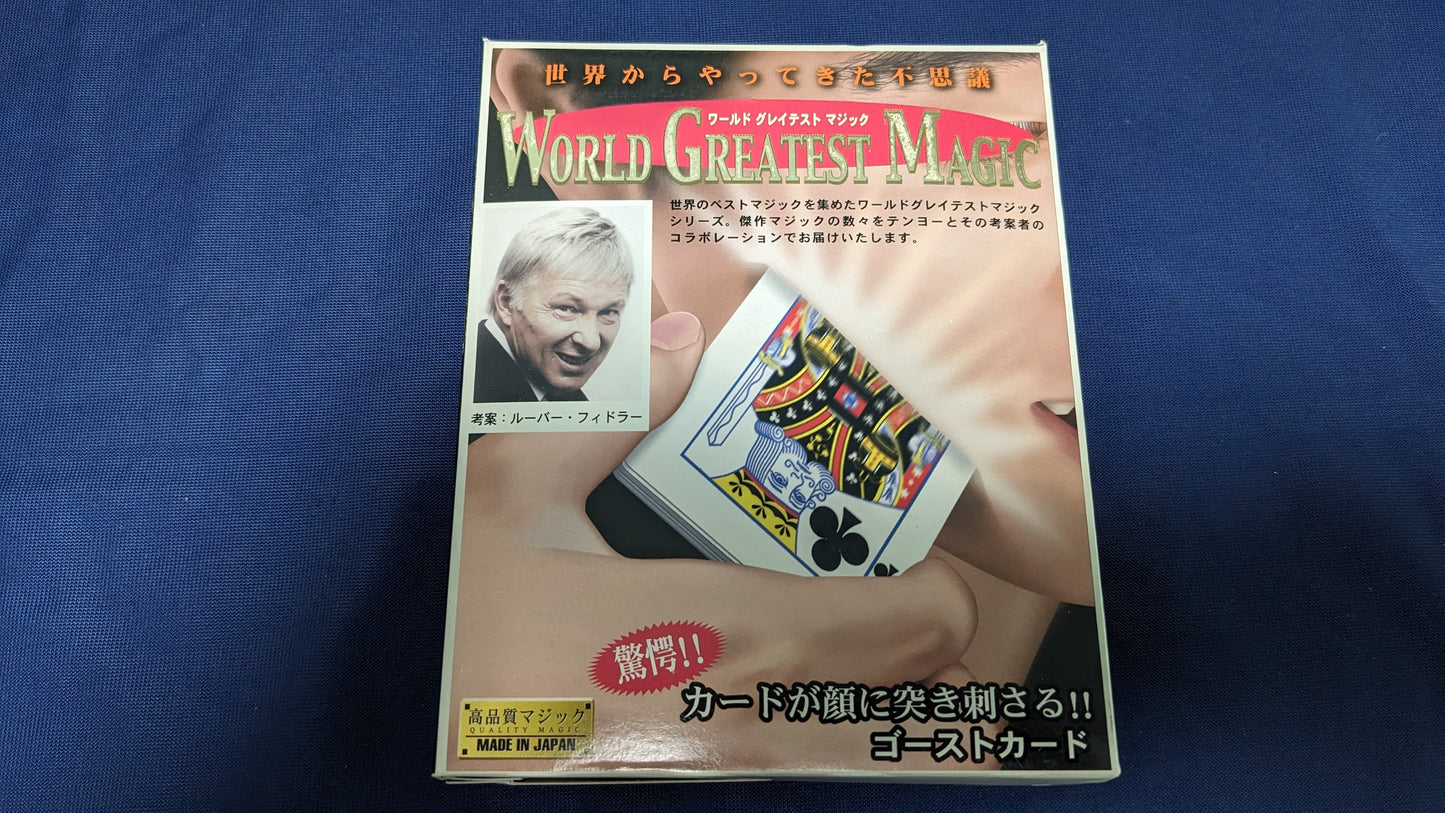 世界からやってきた不思議
ワールド グレイテスト マジック
WORLD GREATEST MAGIC
世界のベストマジックを集めたワールドグレイテストマジック
シリーズ。傑作マジックの数々をテンヨーとその考案者の
コラボレーションでお届けいたします。
考案：ルーバー・フィドラー
驚愕!!
カードが顔に突き刺さる!!
ゴーストカード
高品質マジック
QUALITY MAGIC
MADE IN JAPAN